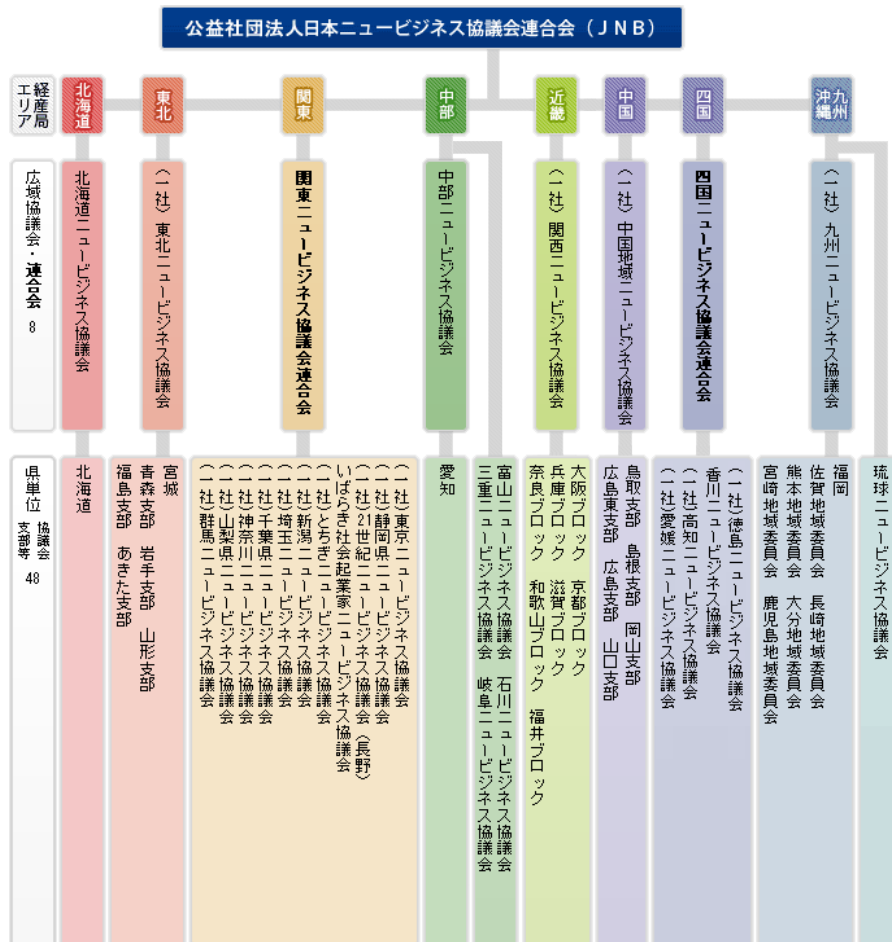 公益社団法人日本ニュービジネス協議会連合会（ＪＮＢ）
経産局
エリア
北海道
東北
関東
中部
近畿
中国
四国
九州
沖縄
広域協議会・連合会 8
北海道ニュービジネス協議会
（一社）東北ニュービジネス協議会
関東ニュービジネス協議会連合会
中部ニュービジネス協議会
（一社）関西ニュービジネス協議会
（一社）中国地域ニュービジネス協議会
四国ニュービジネス協議会連合会
（一社）九州ニュービジネス協議会
県単位 協議会
支部等 48
北海道
宮城
青森支部 岩手支部 山形支部
福島支部 あきた支部
（一社）東京ニュービジネス協議会
（一社）静岡県ニュービジネス協議会
（一社）21世紀ニュービジネス協議会（長野）
いばらき社会起業家ニュービジネス協議会
（一社）とちぎニュービジネス協議会
（一社）新潟ニュービジネス協議会
（一社）埼玉ニュービジネス協議会
（一社）千葉県ニュービジネス協議会
（一社）神奈川ニュービジネス協議会
（一社）山梨県ニュービジネス協議会
（一社）群馬ニュービジネス協議会
愛知
富山ニュービジネス協議会 石川ニュービジネス協議会
三重ニュービジネス協議会 岐阜ニュービジネス協議会
大阪ブロック 京都ブロック
兵庫ブロック 滋賀ブロック
奈良ブロック 和歌山ブロック 福井ブロック
鳥取支部 島根支部 岡山支部
広島東支部 広島支部 山口支部
（一社）徳島ニュービジネス協議会
香川ニュービジネス協議会
（一社）高知ニュービジネス協議会
（一社）愛媛ニュービジネス協議会
福岡
佐賀地域委員会 長崎地域委員会
熊本地域委員会 大分地域委員会
宮崎地域委員会 鹿児島地域委員会
琉球ニュービジネス協議会